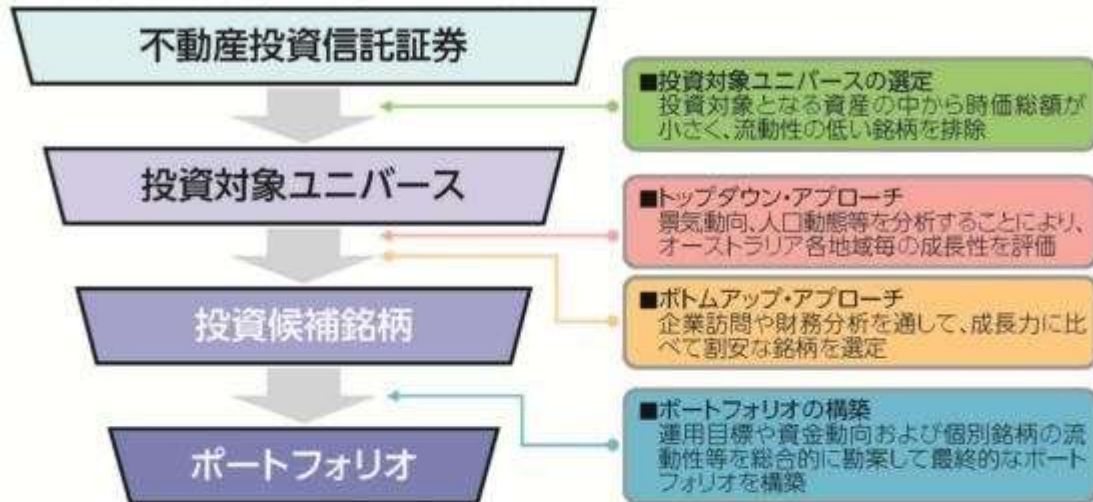 不動産投資信託証券
■投資対象ユニバースの選定
投資対象となる資産の中から時価総額が
小さく、流動性の低い銘柄を排除
投資対象ユニバース
■トップダウン・アプローチ
景気動向、人口動態等を分析することにより、
オーストラリア各地域毎の成長性を評価
■ボトムアップ・アプローチ
企業訪問や財務分析を通して、成長力に比
べて割安な銘柄を選定
投資候補銘柄
■ポートフォリオの構築
運用目標や資金動向および個別銘柄の流
動性等を総合的に勘案して最終的なポート
フォリオを構築
ポートフォリオ